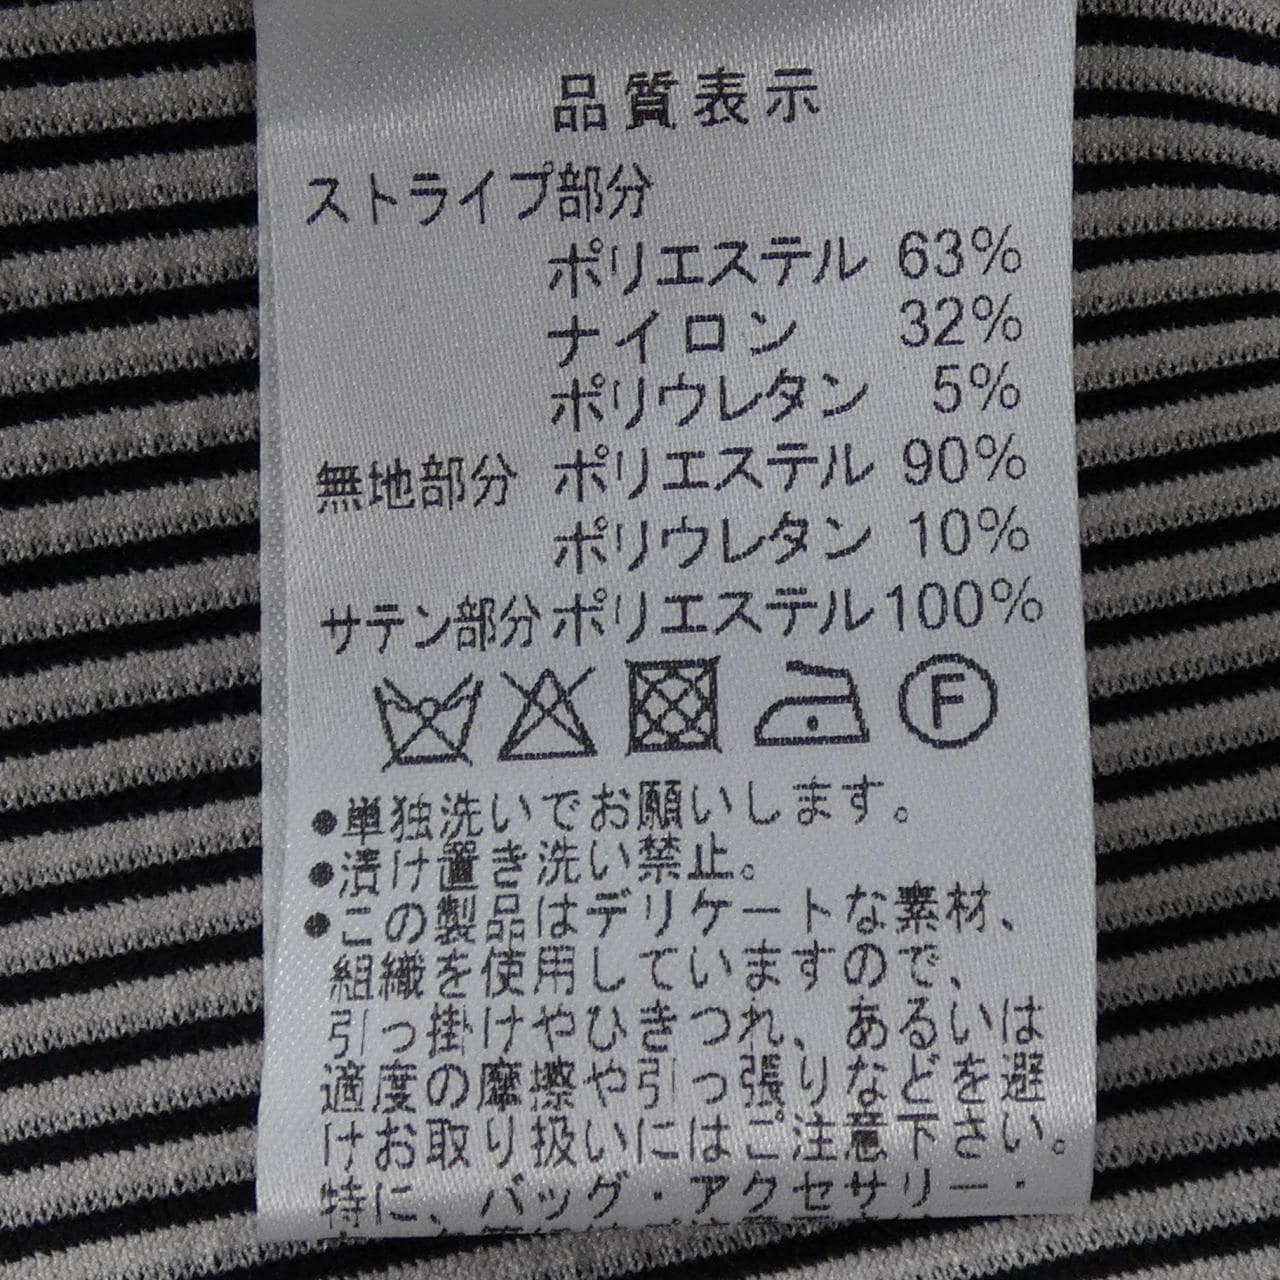 品質表示
ストライプ部分
ポリエステル 63%
ナイロン 32%
ポリウレタン 5%
無地部分 ポリエステル 90%
ポリウレタン 10%
サテン部分 ポリエステル 100%
F
●単独洗いでお願いします。
●漬け置き洗い禁止。
●この製品はデリケートな素材、
組織を使用していますので、
引っ掛けやひきつれ、あるいは
適度の摩擦や引っ張りなどを避
けお取り扱いにはご注意下さい。
特に、バッグ・アクセサリー・